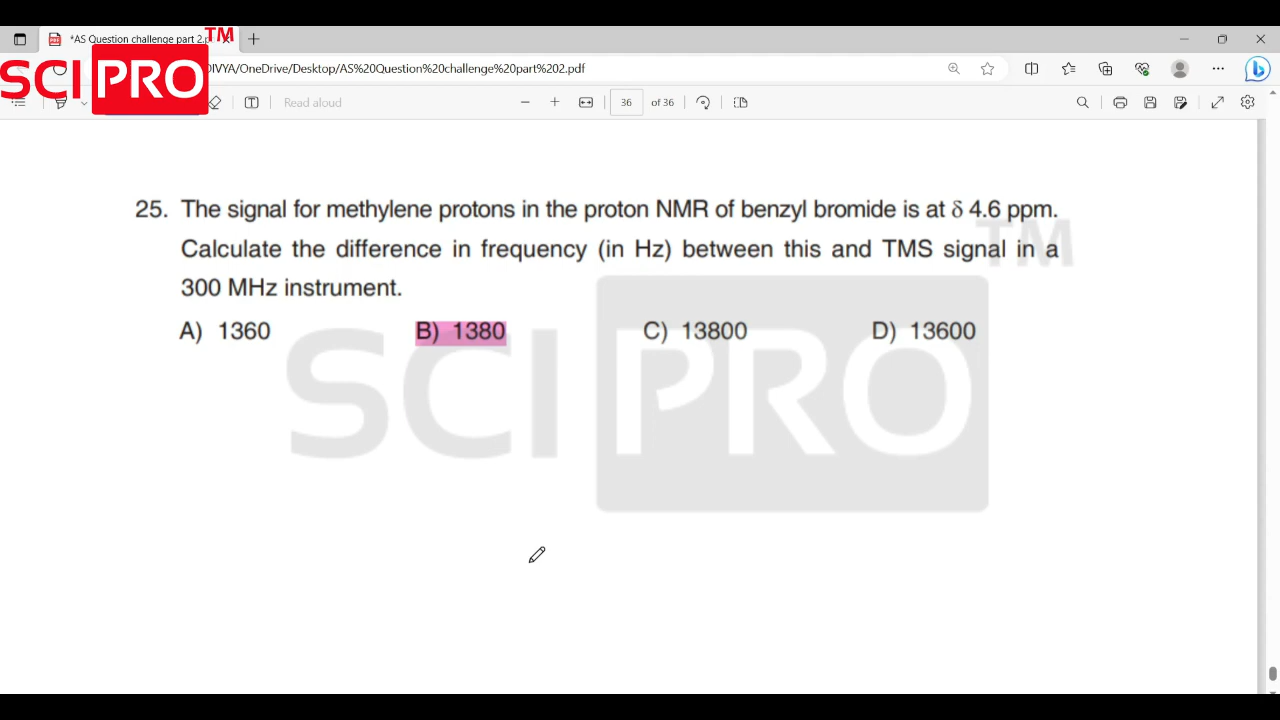 *AS Question challenge part 2.p
TM
SCIPRO
DIVYA/OneDrive/Desktop/AS%20Question%20challenge%20part%202.pdf
Read aloud
36 of 36
25. The signal for methylene protons in the proton NMR of benzyl bromide is at δ 4.6 ppm.
Calculate the difference in frequency (in Hz) between this and TMS signal in a
300 MHz instrument.
A) 1360 B) 1380 C) 13800 D) 13600
TM
SCIPRO